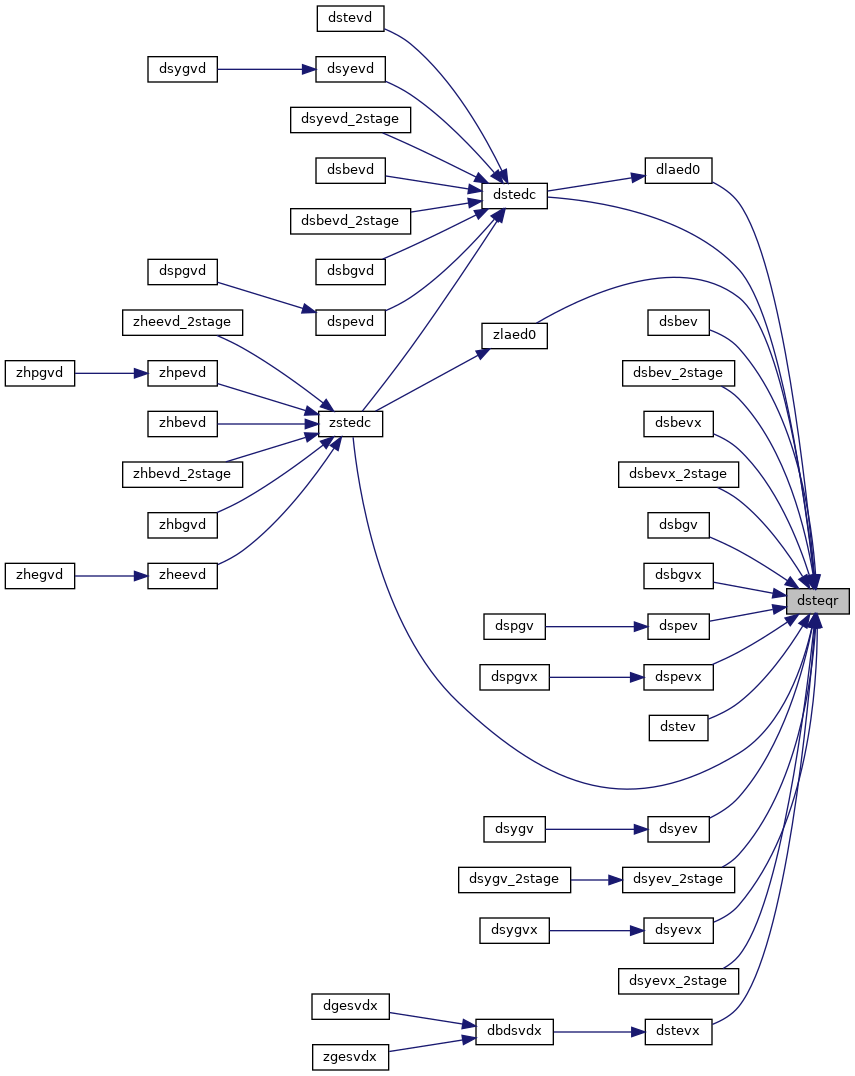 dstevd
dsygvd
dsyevd
dsyevd_2stage
dsbevd
dlaed0
dstedc
dsbevd_2stage
dspgvd
dsbgvd
zheevd_2stage
dspevd
dsbev
zlaed0
zhpgvd
zhpevd
dsbev_2stage
zhbevd
zstedc
dsbevx
zhbevd_2stage
dsbevx_2stage
zhbgvd
dsbgv
zhegvd
zheevd
dsbgvx
dsteqr
dspgv
dspev
dspgvx
dspevx
dstev
dsygv
dsyev
dsygv_2stage
dsyev_2stage
dsygvx
dsyevx
dsyevx_2stage
dgesvdx
dbdsvdx
dstevx
zgesvdx